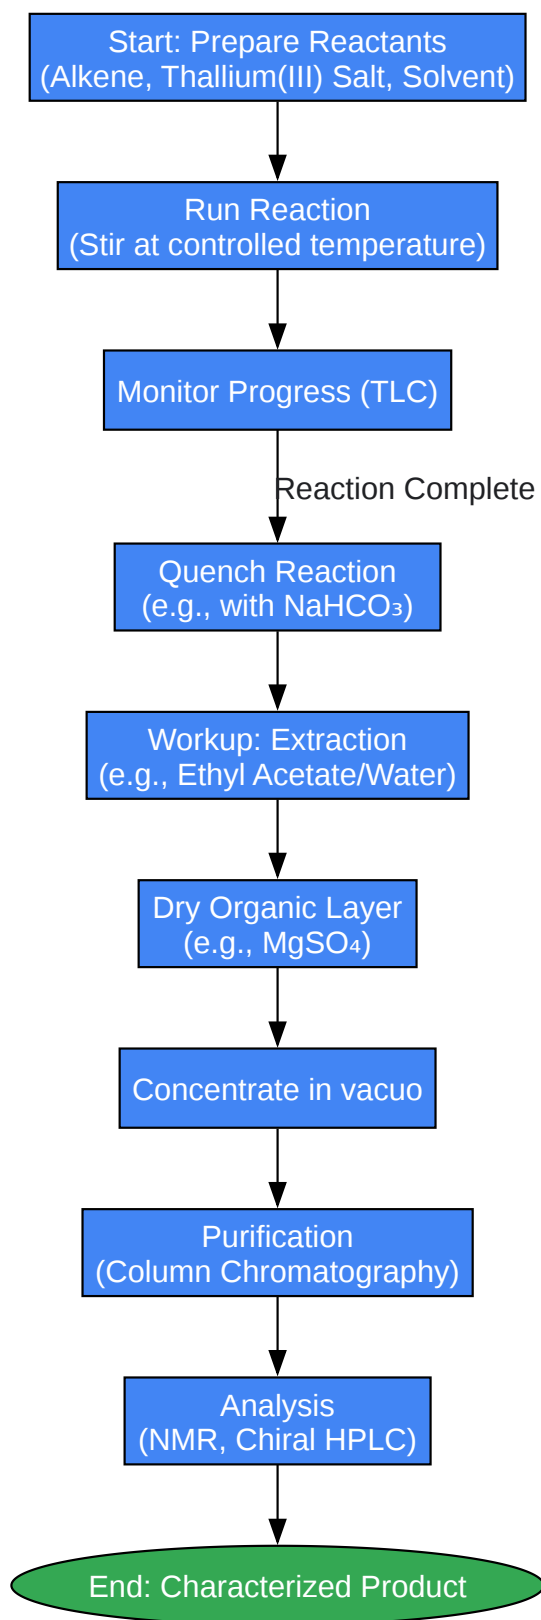 Start: Prepare Reactants
(Alkene, Thallium(III) Salt, Solvent)
Run Reaction
(Stir at controlled temperature)
Monitor Progress (TLC)
Reaction Complete
Quench Reaction
(e.g., with NaHCO₃)
Workup: Extraction
(e.g., Ethyl Acetate/Water)
Dry Organic Layer
(e.g., MgSO₄)
Concentrate in vacuo
Purification
(Column Chromatography)
Analysis
(NMR, Chiral HPLC)
End: Characterized Product